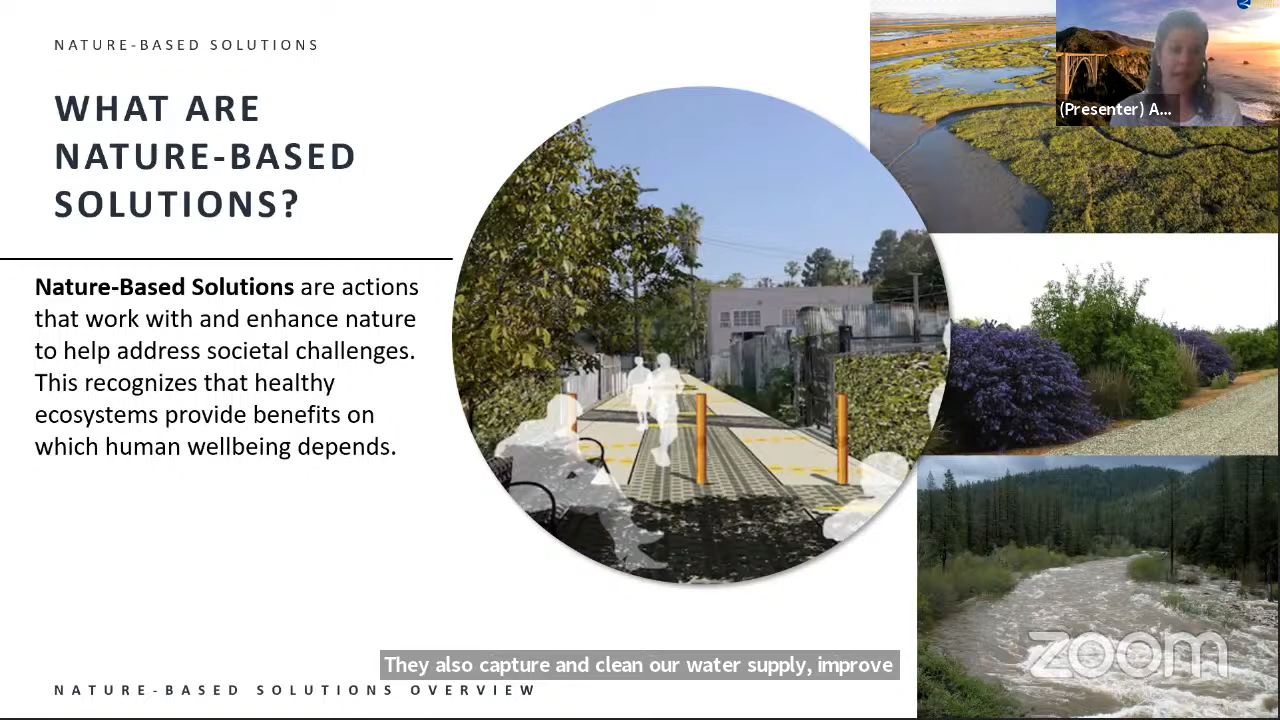 NATURE-BASED SOLUTIONS
WHAT ARE
NATURE-BASED
SOLUTIONS?
Nature-Based Solutions are actions
that work with and enhance nature
to help address societal challenges.
This recognizes that healthy
ecosystems provide benefits on
which human wellbeing depends.
(Presenter) A...
They also capture and clean our water supply, improve
NATURE-BASED SOLUTIONS OVERVIEW
zoom